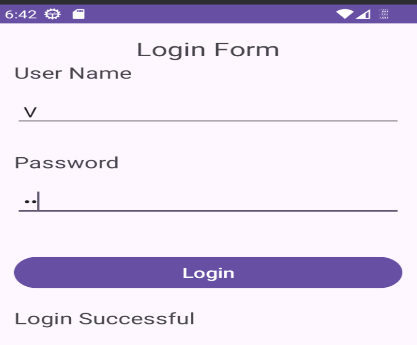 6:42
Login Form
User Name
V
Password
••
Login
Login Successful